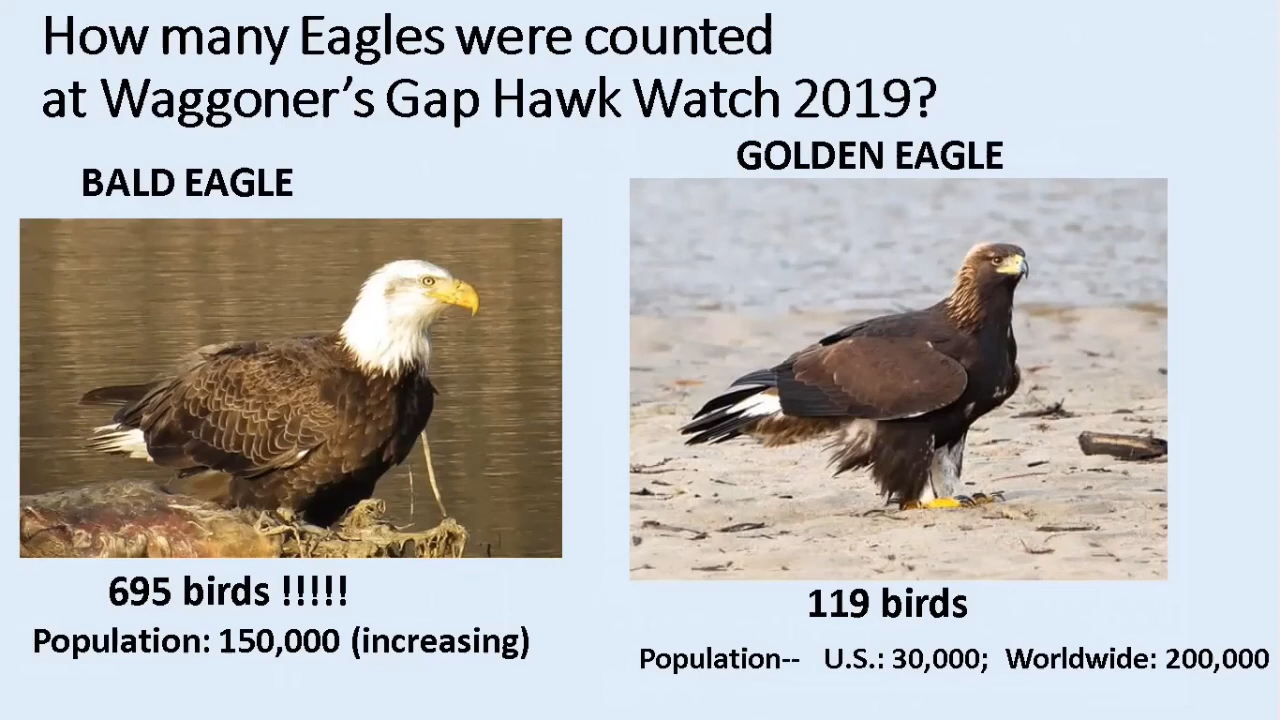 How many Eagles were counted
at Waggoner’s Gap Hawk Watch 2019?
BALD EAGLE
GOLDEN EAGLE
695 birds !!!!!
Population: 150,000 (increasing)
119 birds
Population-- U.S.: 30,000; Worldwide: 200,000